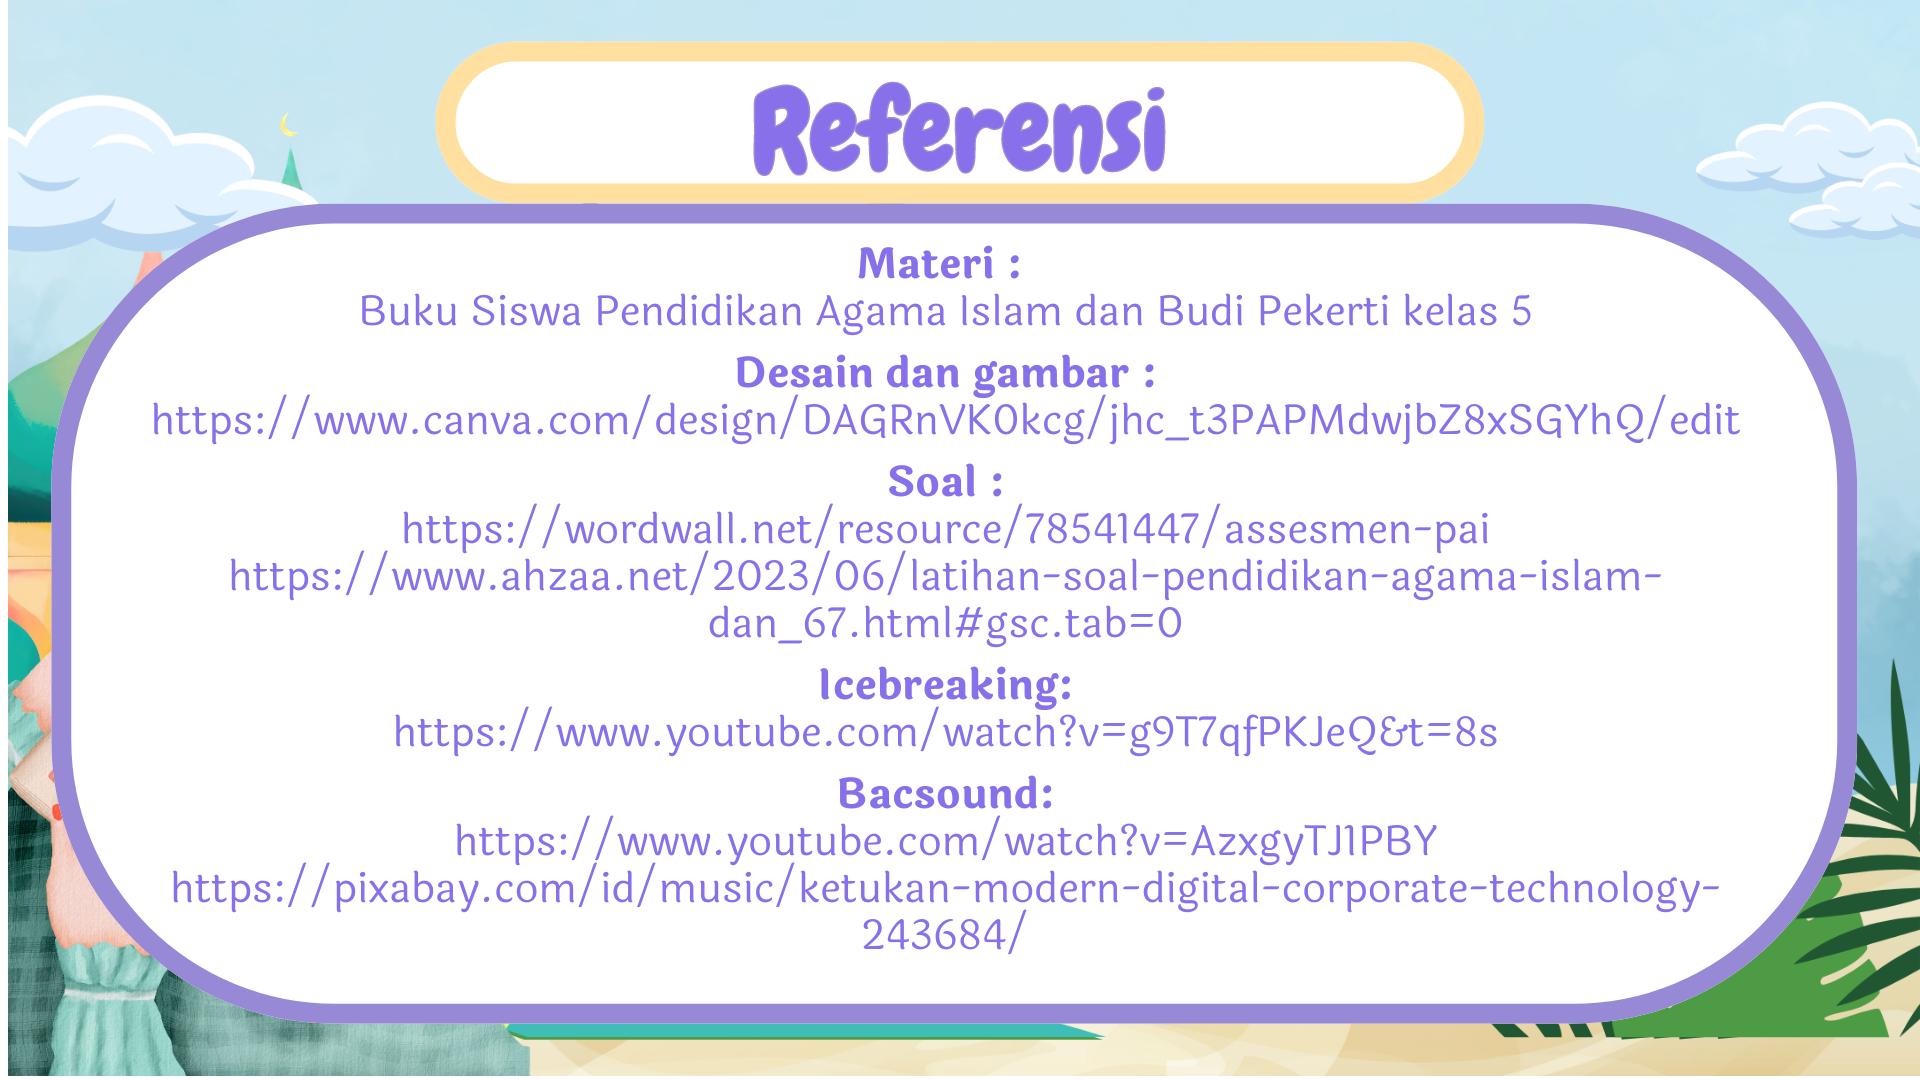 Referensi
Materi :
Buku Siswa Pendidikan Agama Islam dan Budi Pekerti kelas 5
Desain dan gambar :
https://www.canva.com/design/DAGRnVK0kcg/jhc_t3PAPMdwjbZ8xSGYhQ/edit
Soal :
https://wordwall.net/resource/78541447/assesmen-pai
https://www.ahzaa.net/2023/06/latihan-soal-pendidikan-agama-islam-
dan_67.html#gsc.tab=0
Icebreaking:
https://www.youtube.com/watch?v=g9T7qfPKJeQ&t=8s
Bacsound:
https://www.youtube.com/watch?v=AzxgyTJ1PBY
https://pixabay.com/id/music/ketukan-modern-digital-corporate-technology-
243684/